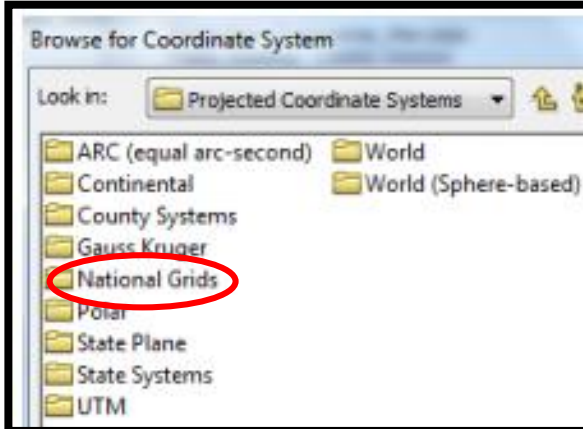 Browse for Coordinate System
Look in: Projected Coordinate Systems
ARC (equal arc-second)
Continental
County Systems
Gauss Kruger
National Grids
Polar
State Plane
State Systems
UTM
World
World (Sphere-based)